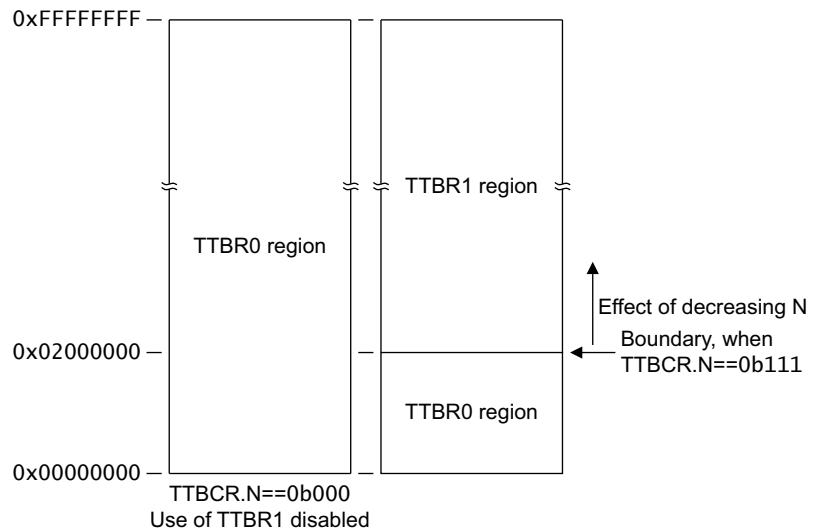 0xFFFFFFFF
TTBR1 region
TTBR0 region
Effect of decreasing N
0x02000000
Boundary, when
TTBCR.N==0b111
TTBR0 region
0x00000000
TTBCR.N==0b000
Use of TTBR1 disabled